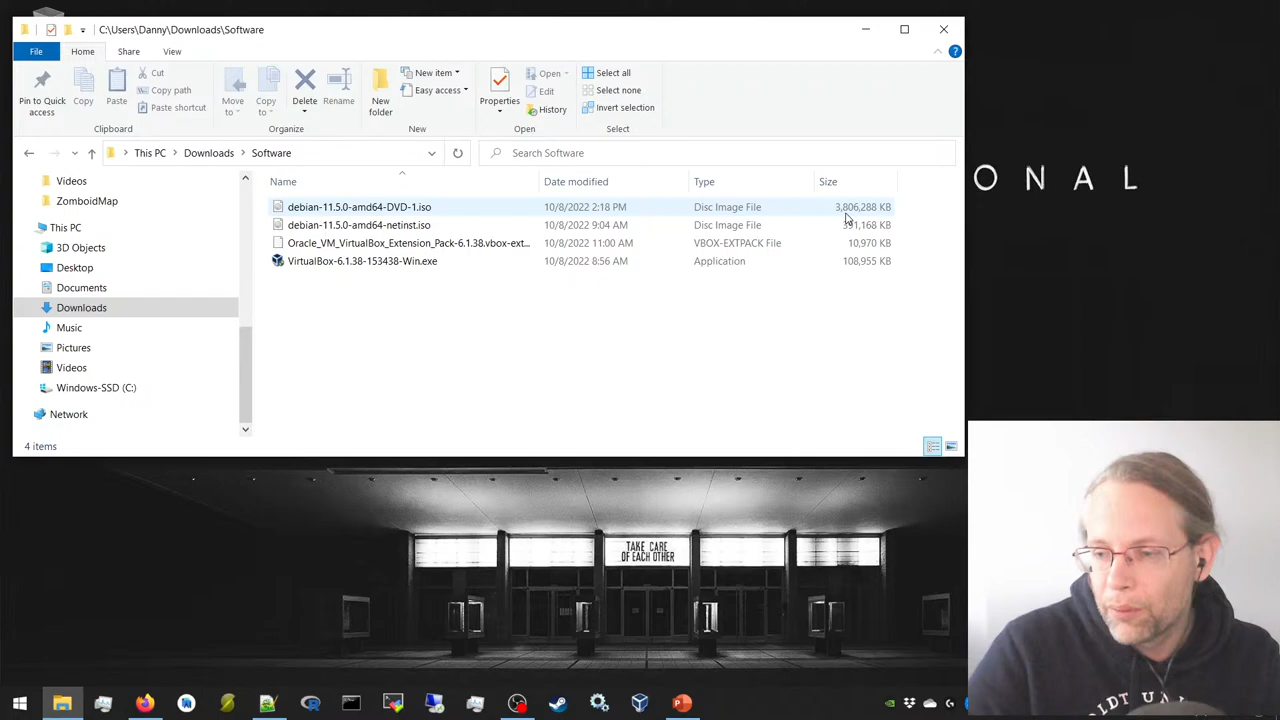 C:\Users\Danny\Downloads\Software
File Home Share View
Pin to Quick access
Copy
Paste
Cut
Copy path
Paste shortcut
Clipboard
Move to
Copy to
Delete
Rename
Organize
New folder
New item
Easy access
New
Properties
Open
Edit
History
Open
Select all
Select none
Invert selection
Select
This PC > Downloads > Software
Search Software
Videos
ZomboidMap
This PC
3D Objects
Desktop
Documents
Downloads
Music
Pictures
Videos
Windows-SSD (C:)
Network
Name Date modified Type Size
debian-11.5.0-amd64-DVD-1.iso 10/8/2022 2:18 PM Disc Image File 3,806,288 KB
debian-11.5.0-amd64-netinst.iso 10/8/2022 9:04 AM Disc Image File 391,168 KB
Oracle_VM_VirtualBox_Extension_Pack-6.1.38.vbox-ext... 10/8/2022 11:00 AM VBOX-EXTPACK File 10,970 KB
VirtualBox-6.1.38-153438-Win.exe 10/8/2022 8:56 AM Application 108,955 KB
4 items
ONAL
TAKE CARE
OF EACH OTHER